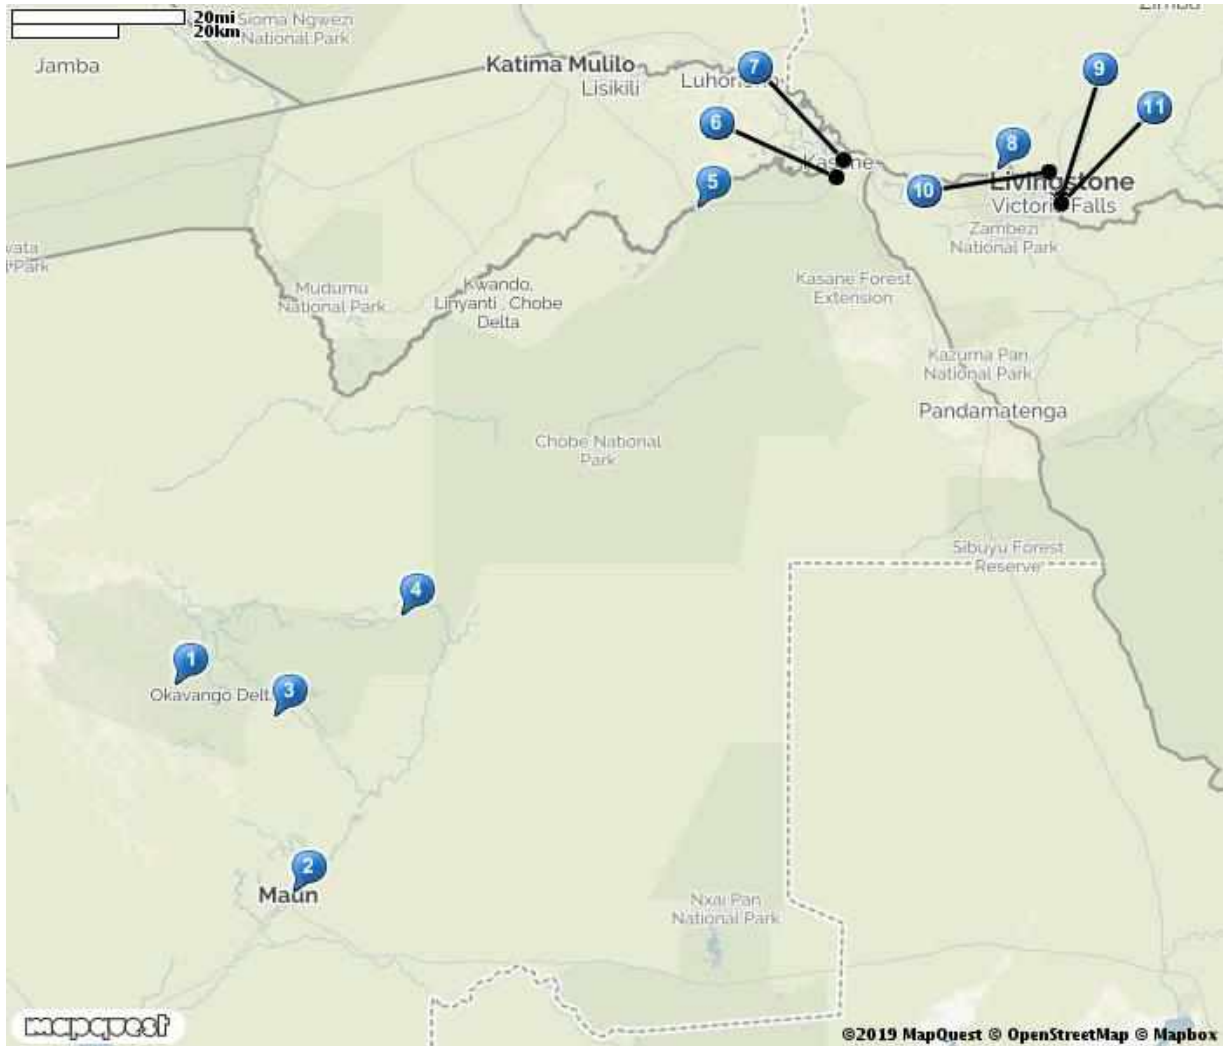 20mi
20km
Sioma Ngwezi
National Park
Zimba
Jamba
Katima Mulilo
Lisikili
7
9
11
6
8
Kasane
5
10
Livingstone
Victoria Falls
Zambezi
National Park
Mudumu
National Park
Kwando,
Linyanti , Chobe
Delta
Kasane Forest
Extension
Kazuma Pan
National Park
Pandamatenga
Chobe National
Park
Sibuyu Forest
Reserve
4
1
3
Okavango Delt
2
Maun
Nxai Pan
National Park
mapquest
©2019 MapQuest © OpenStreetMap © Mapbox